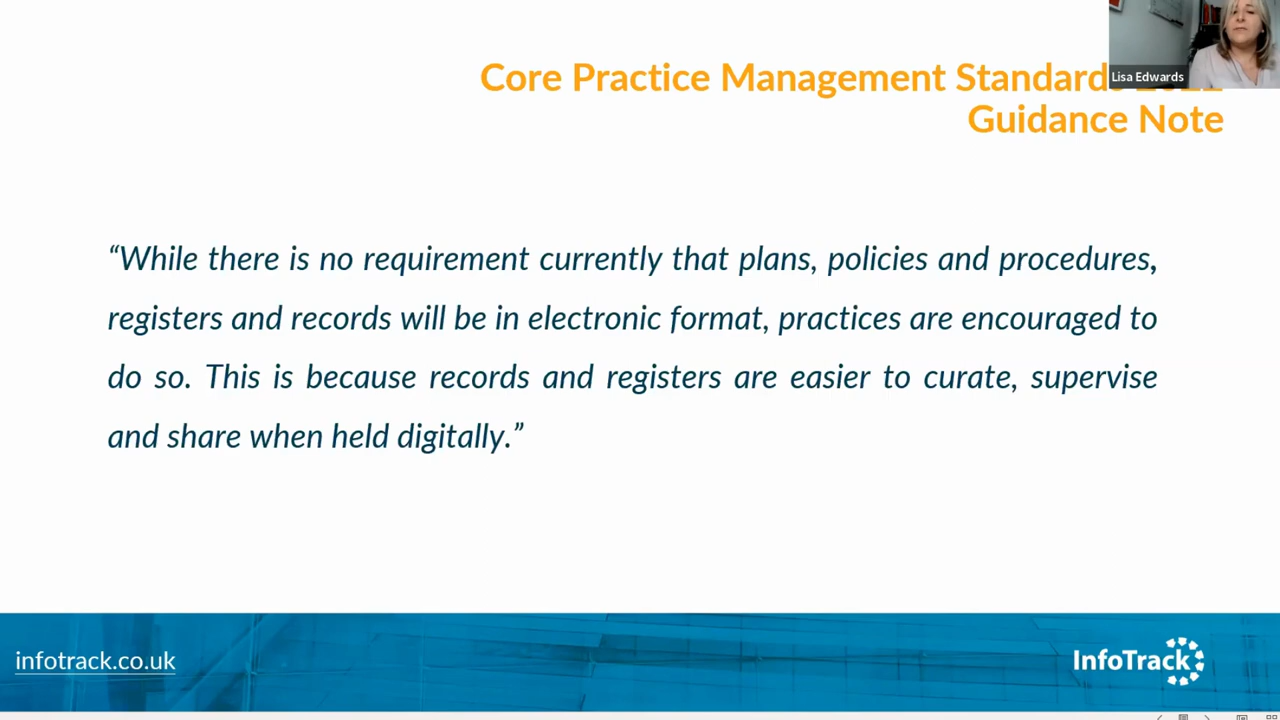 Core Practice Management Standards
Guidance Note
Lisa Edwards
“While there is no requirement currently that plans, policies and procedures,
registers and records will be in electronic format, practices are encouraged to
do so. This is because records and registers are easier to curate, supervise
and share when held digitally.”
infotrack.co.uk
InfoTrack